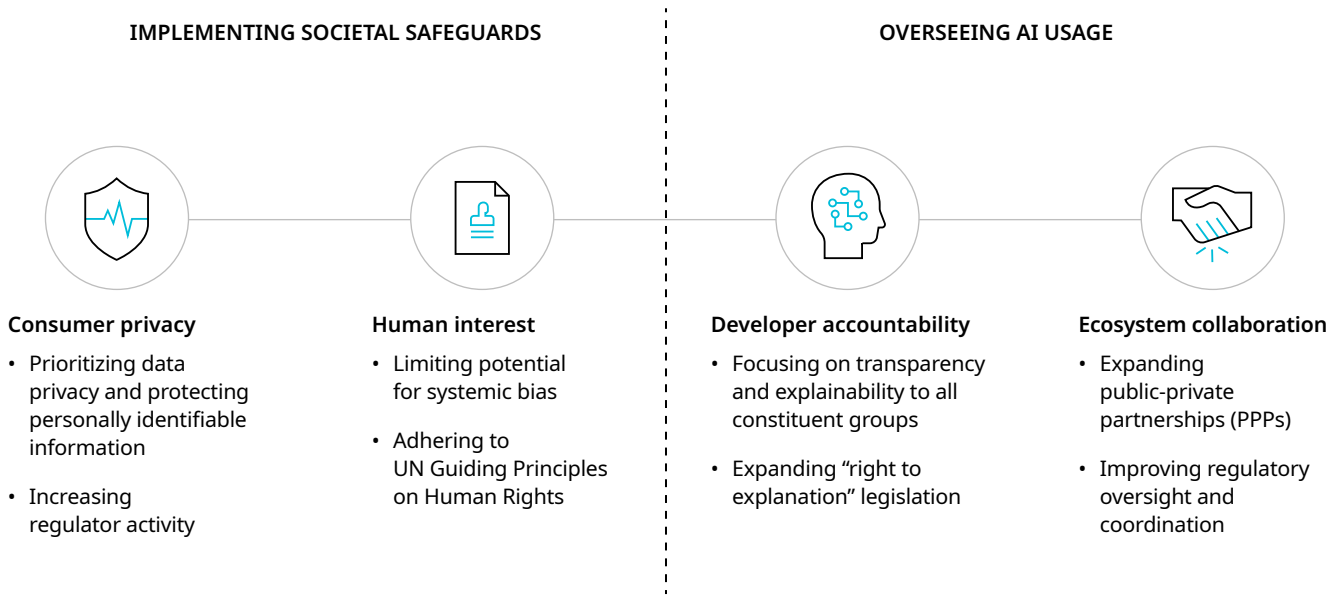 IMPLEMENTING SOCIETAL SAFEGUARDS
OVERSEEING AI USAGE
Consumer privacy
• Prioritizing data
privacy and protecting
personally identifiable
information
• Increasing
regulator activity
Human interest
• Limiting potential
for systemic bias
• Adhering to
UN Guiding Principles
on Human Rights
Developer accountability
• Focusing on transparency
and explainability to all
constituent groups
• Expanding “right to
explanation” legislation
Ecosystem collaboration
• Expanding
public-private
partnerships (PPPs)
• Improving regulatory
oversight and
coordination